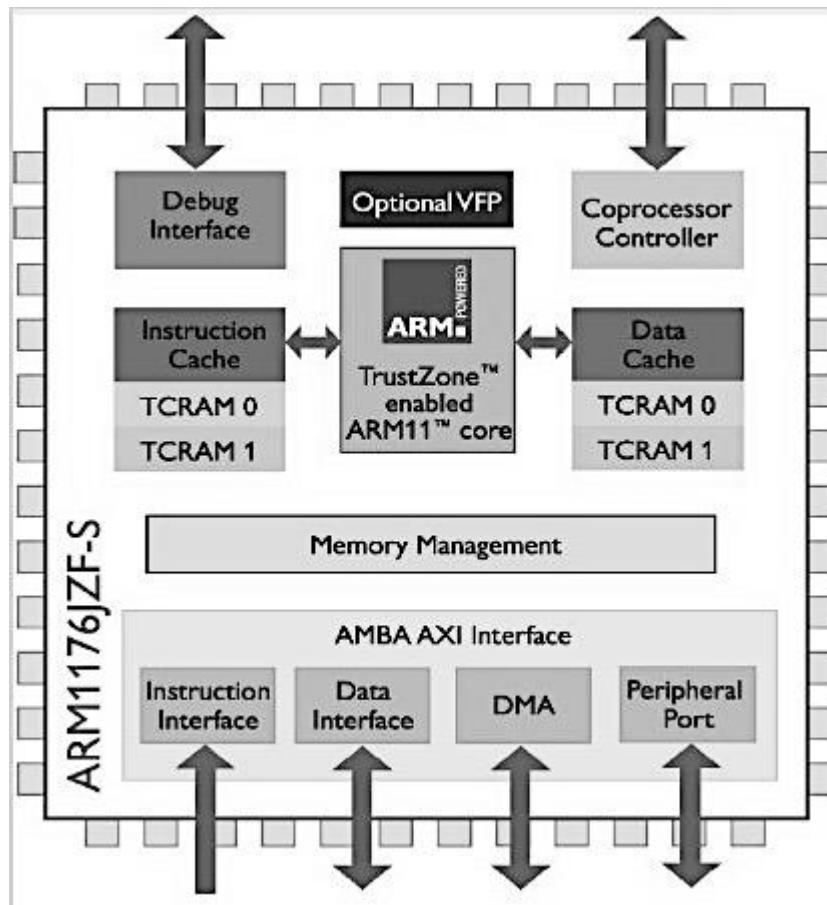 Debug
Interface
Optional VFP
Coprocessor
Controller
Instruction
Cache
TCRAM 0
TCRAM 1
ARM
POWERED
TrustZone™
enabled
ARM11™ core
Data
Cache
TCRAM 0
TCRAM 1
Memory Management
ARM1176JZF-S
AMBA AXI Interface
Instruction
Interface
Data
Interface
DMA
Peripheral
Port